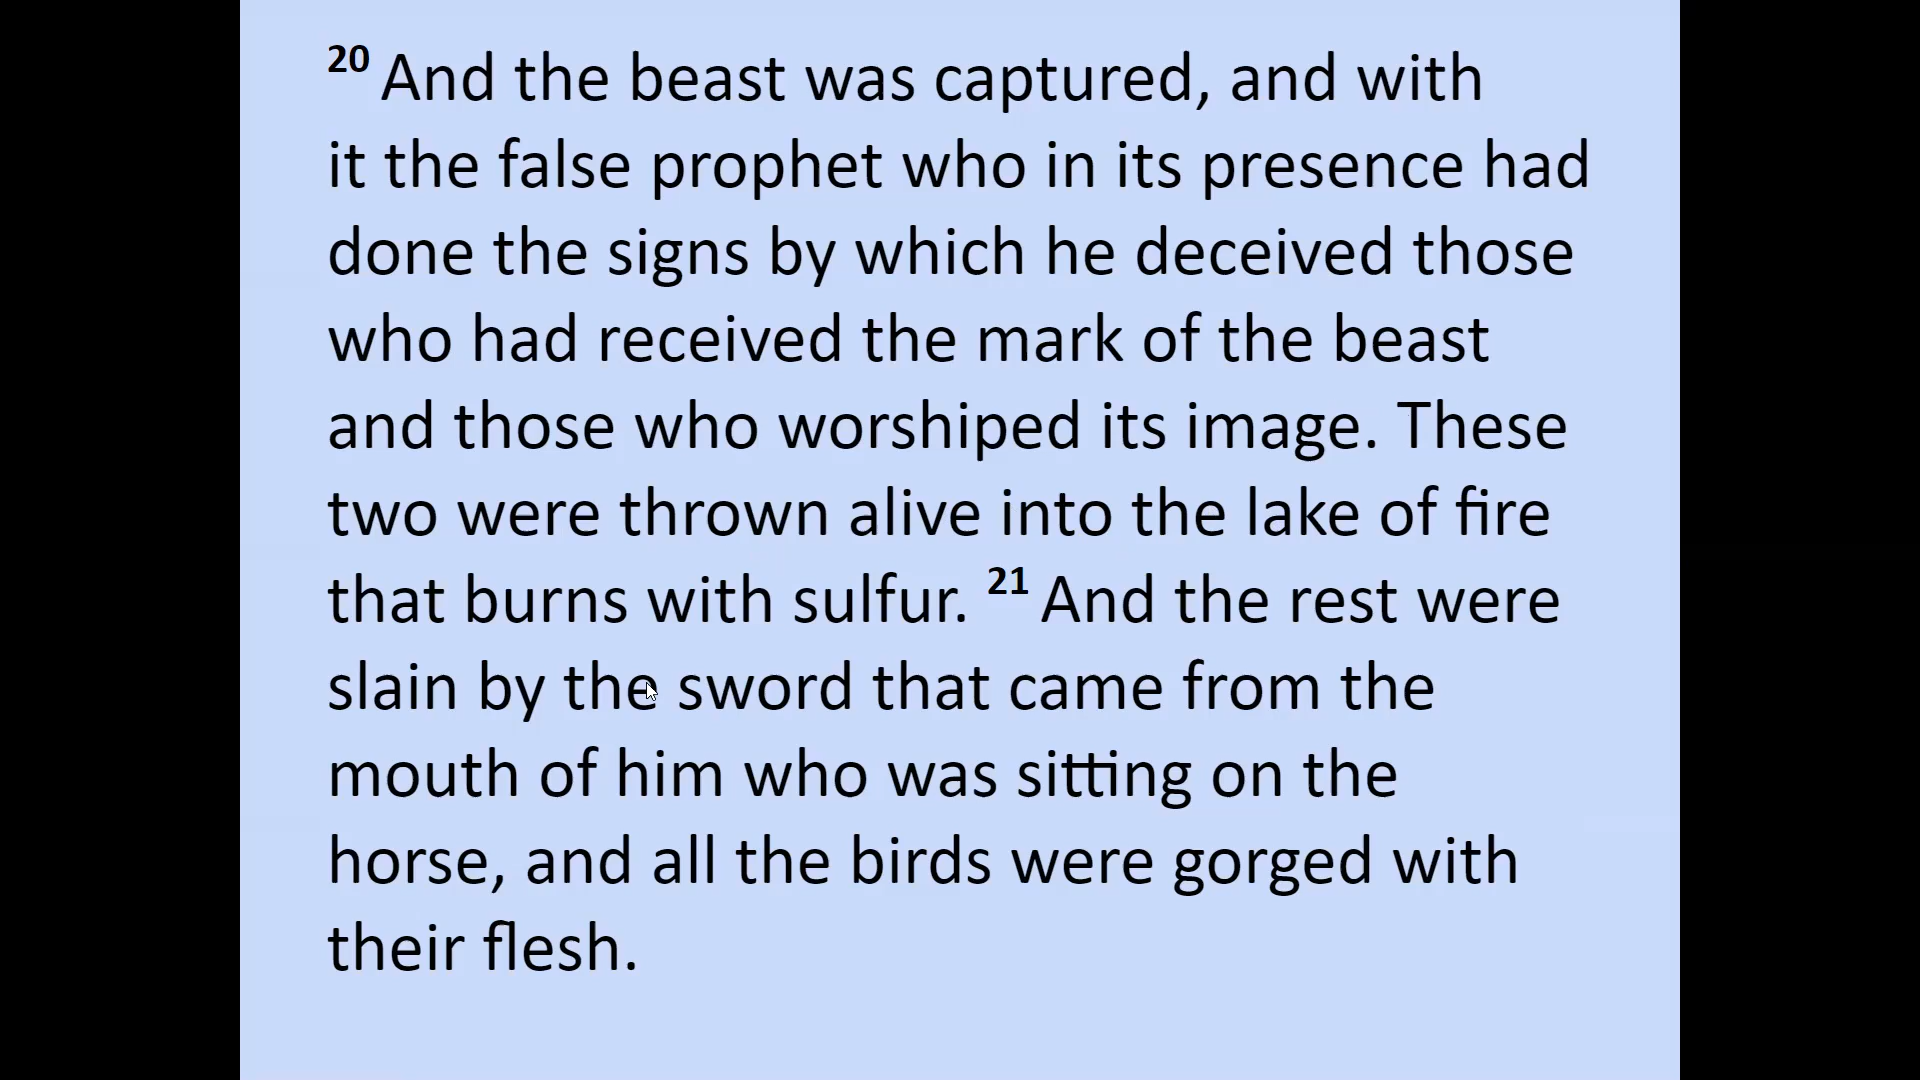 20 And the beast was captured, and with
it the false prophet who in its presence had
done the signs by which he deceived those
who had received the mark of the beast
and those who worshiped its image. These
two were thrown alive into the lake of fire
that burns with sulfur. 21 And the rest were
slain by the sword that came from the
mouth of him who was sitting on the
horse, and all the birds were gorged with
their flesh.